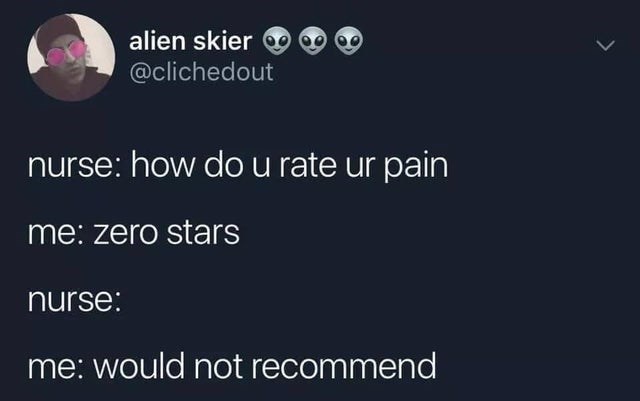 alien skier 👽 👽 👽
@clichedout
nurse: how do u rate ur pain
me: zero stars
nurse:
me: would not recommend